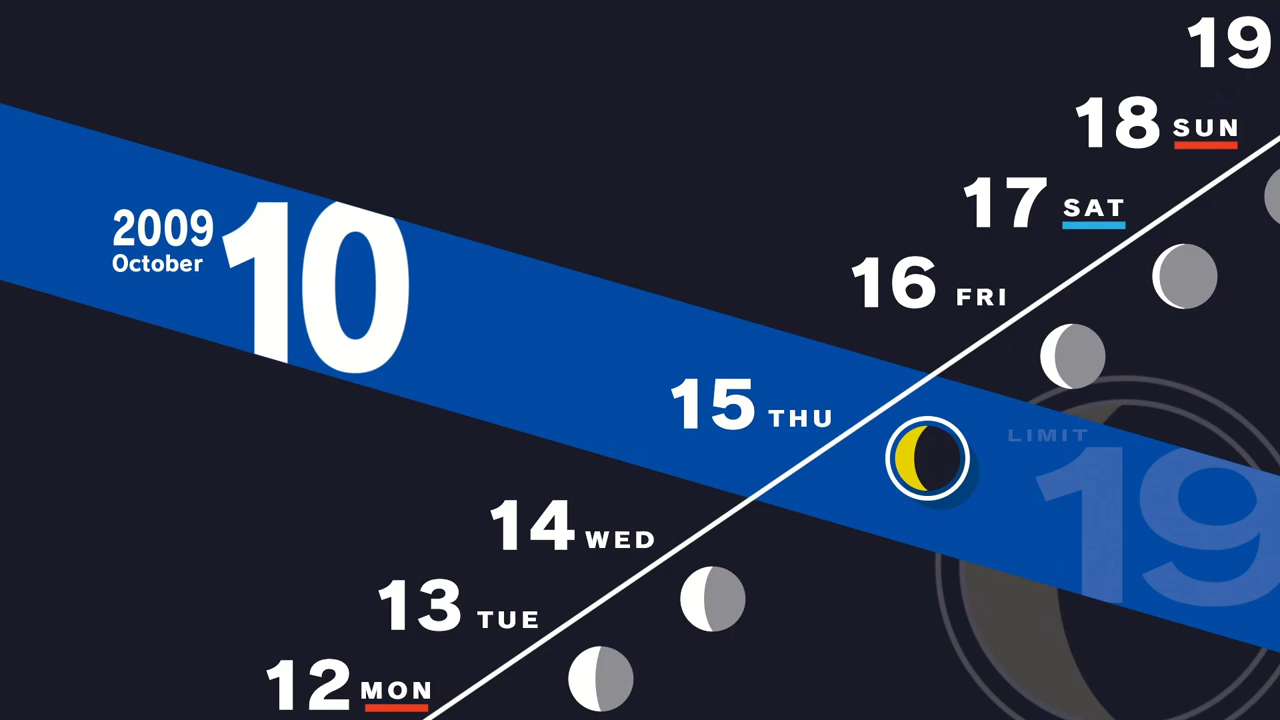 19
18 SUN
17 SAT
2009
October
10
16 FRI
15 THU
LIMIT
19
14 WED
13 TUE
12 MON